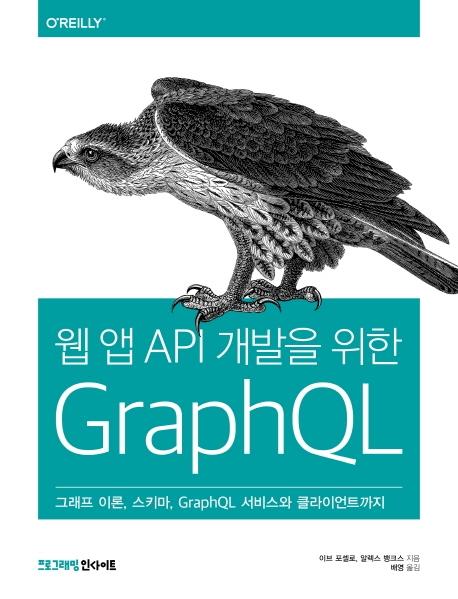 O'REILLY®
웹 앱 API 개발을 위한
GraphQL
그래프 이론, 스키마, GraphQL 서비스와 클라이언트까지
프로그래밍인사이트
이브 포셀로, 알렉스 뱅크스 지음
배영 옮김